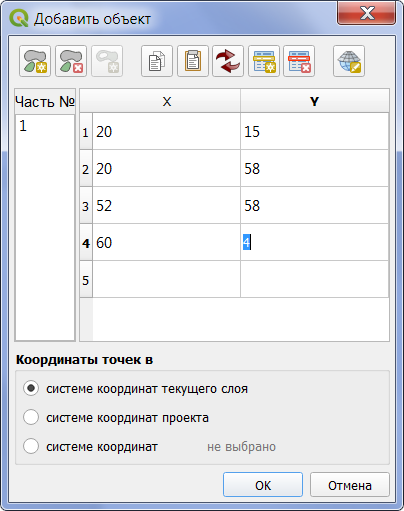 Добавить объект
Часть № X Y
1
1 20 15
2 20 58
3 52 58
4 60 4
5
Координаты точек в
системе координат текущего слоя
системе координат проекта
системе координат не выбрано
OK Отмена